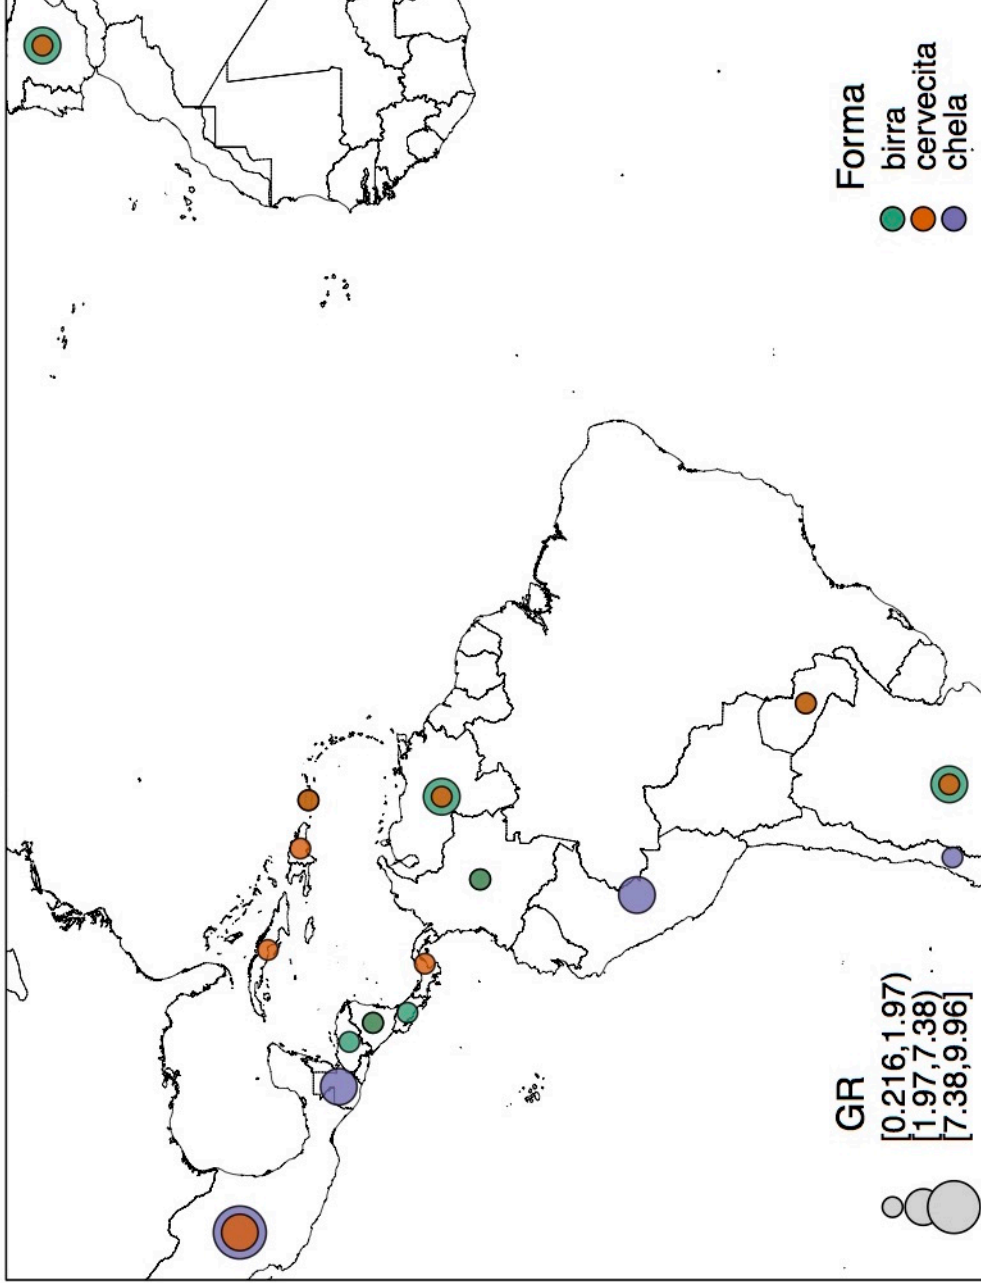 GR
[0.216,1.97)
[1.97,7.38)
[7.38,9.96]
Forma
birra
cervecita
chela